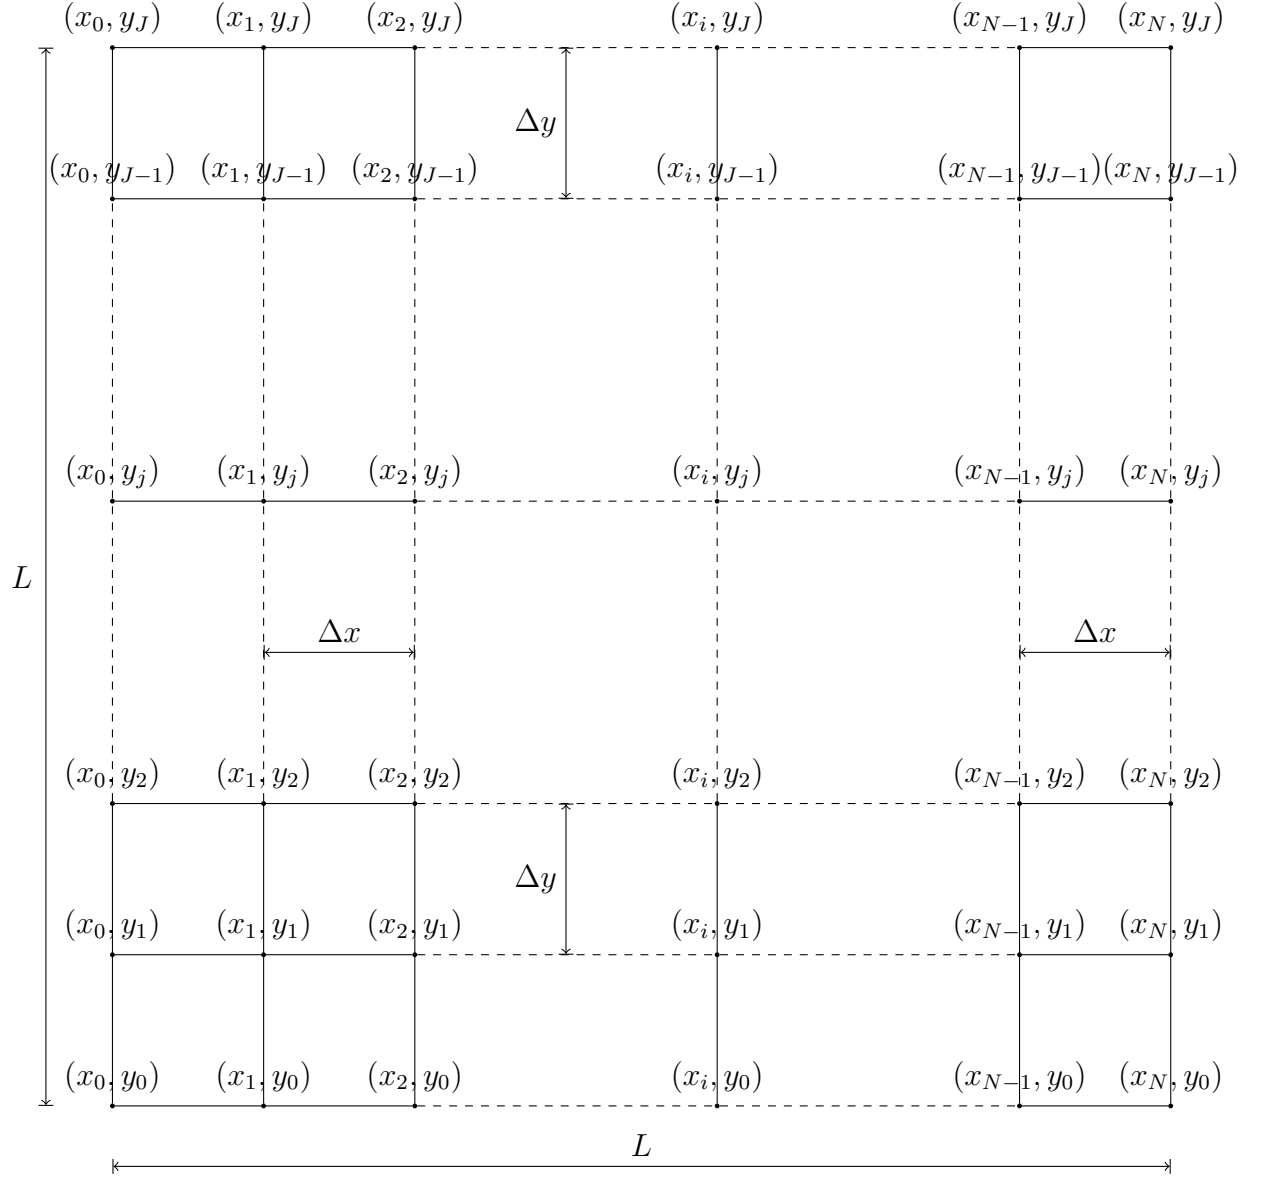 (x_0, y_J) (x_1, y_J) (x_2, y_J) (x_i, y_J) (x_{N−1}, y_J) (x_N, y_J)
Δy
(x_0, y_{J−1}) (x_1, y_{J−1}) (x_2, y_{J−1}) (x_i, y_{J−1}) (x_{N−1}, y_{J−1}) (x_N, y_{J−1})
(x_0, y_j) (x_1, y_j) (x_2, y_j) (x_i, y_j) (x_{N−1}, y_j) (x_N, y_j)
L
Δx Δx
(x_0, y_2) (x_1, y_2) (x_2, y_2) (x_i, y_2) (x_{N−1}, y_2) (x_N, y_2)
Δy
(x_0, y_1) (x_1, y_1) (x_2, y_1) (x_i, y_1) (x_{N−1}, y_1) (x_N, y_1)
(x_0, y_0) (x_1, y_0) (x_2, y_0) (x_i, y_0) (x_{N−1}, y_0) (x_N, y_0)
L